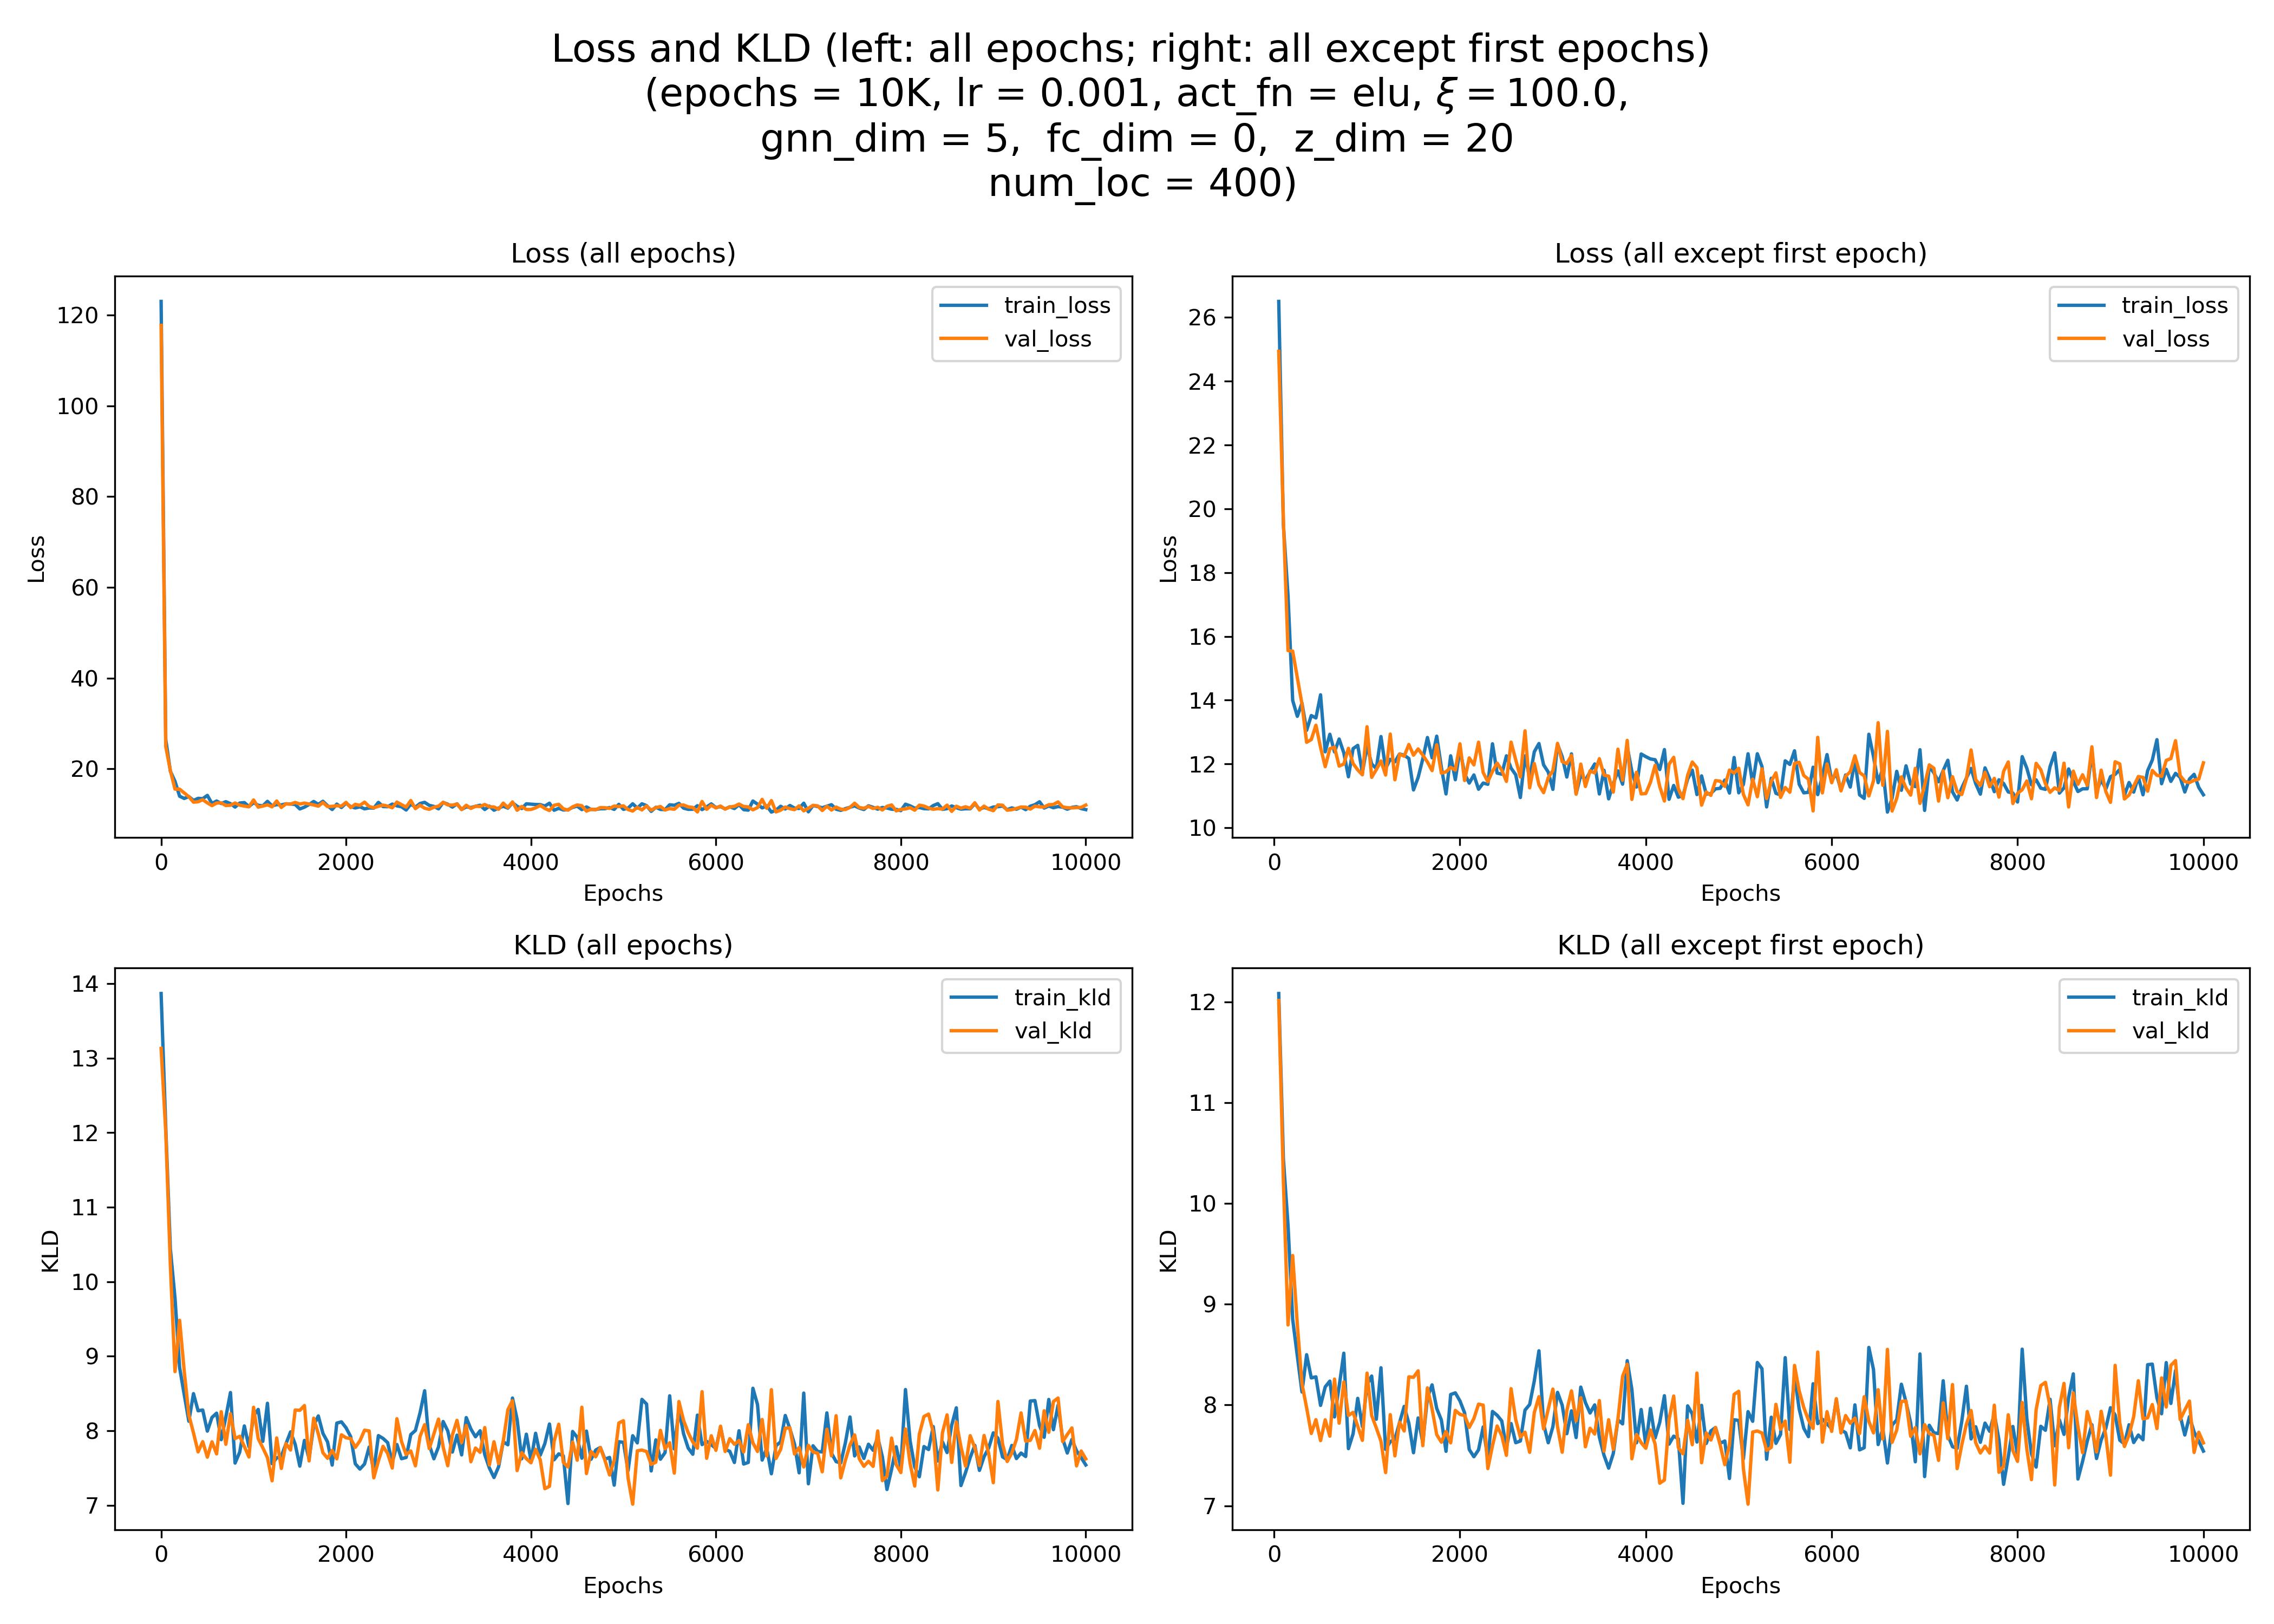 Loss and KLD (left: all epochs; right: all except first epochs)
(epochs = 10K, lr = 0.001, act_fn = elu, ξ = 100.0,
gnn_dim = 5,  fc_dim = 0,  z_dim = 20
num_loc = 400)
Loss (all epochs)
120
100
80
60
40
20
Loss
train_loss
val_loss
0 2000 4000 6000 8000 10000
Epochs
Loss (all except first epoch)
26
24
22
20
18
16
14
12
10
Loss
train_loss
val_loss
0 2000 4000 6000 8000 10000
Epochs
KLD (all epochs)
14
13
12
11
10
9
8
7
KLD
train_kld
val_kld
0 2000 4000 6000 8000 10000
Epochs
KLD (all except first epoch)
12
11
10
9
8
7
KLD
train_kld
val_kld
0 2000 4000 6000 8000 10000
Epochs